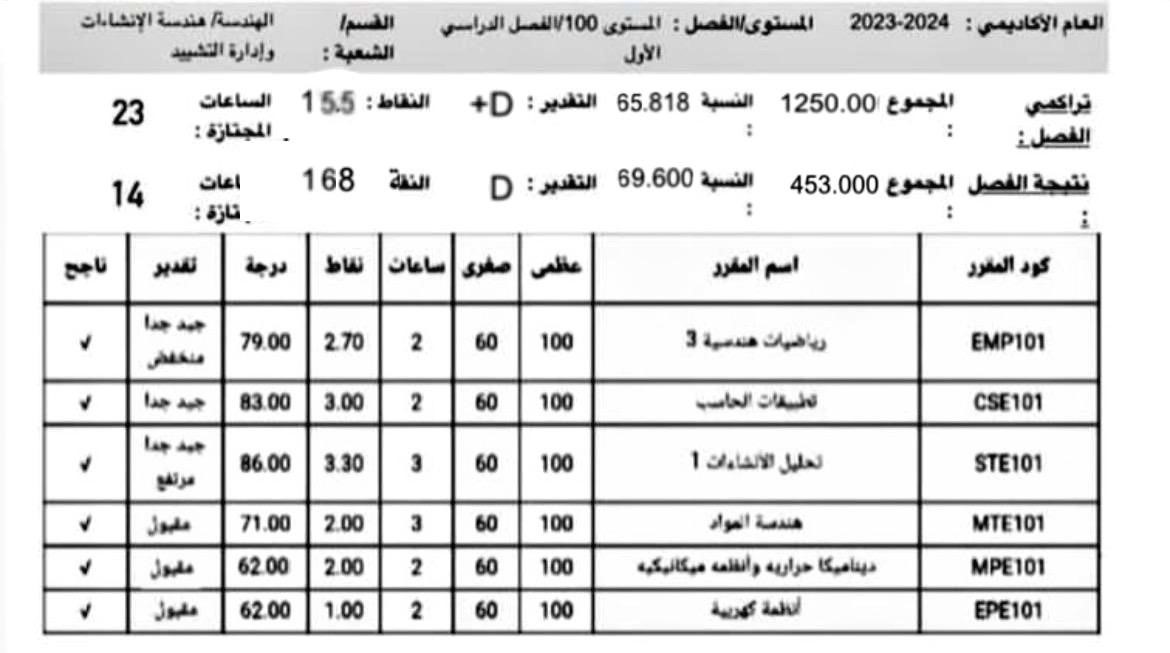 العام الأكاديمي : 2023-2024 المستوى/الفصل : المستوى 100/الفصل الدراسي الأول القسم/الشعبة : الهندسة/ هندسة الإنشاءات وإدارة التشييد
تراكمي الفصل : المجموع : 1250.00 النسبة : 65.818 التقدير : D+ النقاط : 15.5 الساعات المجتازة : 23
نتيجة الفصل : المجموع : 453.000 النسبة : 69.600 التقدير : D النقة 168 اعات تازة : 14
كود المقرر اسم المقرر عظمى صغرى ساعات نقاط درجة تقدير ناجح
EMP101 رياضيات هندسية 3 100 60 2 2.70 79.00 جيد جدا منخفض √
CSE101 تطبيقات الحاسب 100 60 2 3.00 83.00 جيد جدا √
STE101 تحليل الأنشاءات 1 100 60 3 3.30 86.00 جيد جدا مرتفع √
MTE101 هندسة المواد 100 60 3 2.00 71.00 مقبول √
MPE101 ديناميكا حراريه وأنظمه ميكانيكيه 100 60 2 2.00 62.00 مقبول √
EPE101 أنظمة كهربية 100 60 2 1.00 62.00 مقبول √